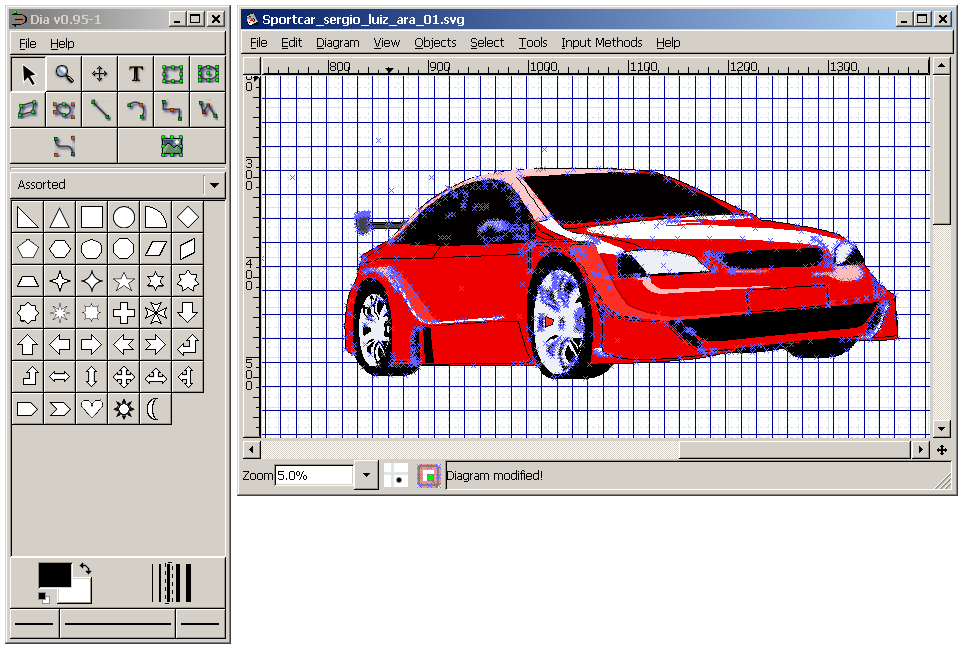 Dia v0.95-1
File Help
T
Assorted
Sportcar_sergio_luiz_ara_01.svg
File Edit Diagram View Objects Select Tools Input Methods Help
800 900 1000 1100 1200 1300
300
400
500
Zoom 5.0% Diagram modified!